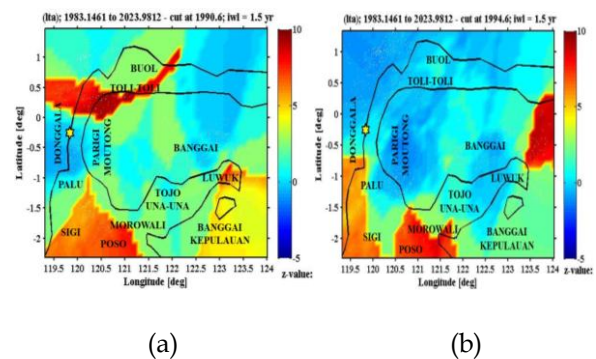 (lta); 1983.1461 to 2023.9812 - cut at 1990.6; iwl = 1.5 yr
10
1
0.5
0
-0.5
-1
-1.5
-2
Latitude [deg]
BUOL
TOLI-TOLI
DONGGALA
PARIGI
MOUTONG
BANGGAI
PALU
LUWUK
TOJO
UNA-UNA
SIGI
MOROWALI
POSO
BANGGAI
KEPULAUAN
5
0
-5
119.5 120 120.5 121 121.5 122 122.5 123 123.5 124
z-value:
Longitude [deg]
(a)
(lta); 1983.1461 to 2023.9812 - cut at 1994.6; iwl = 1.5 yr
10
1
0.5
0
-0.5
-1
-1.5
-2
Latitude [deg]
BUOL
TOLI-TOLI
DONGGALA
PARIGI
MOUTONG
BANGGAI
PALU
LUWUK
TOJO
UNA-UNA
SIGI
MOROWALI
POSO
BANGGAI
KEPULAUAN
5
0
-5
119.5 120 120.5 121 121.5 122 122.5 123 123.5 124
z-value:
Longitude [deg]
(b)